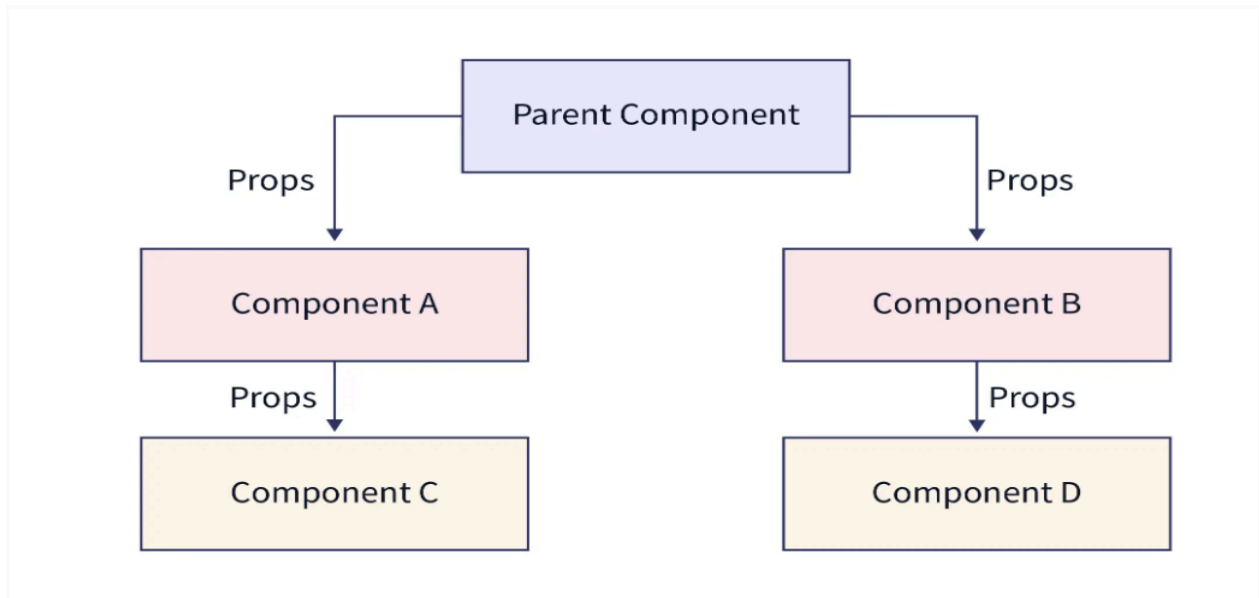 Parent Component
Props
Props
Component A
Component B
Props
Props
Component C
Component D